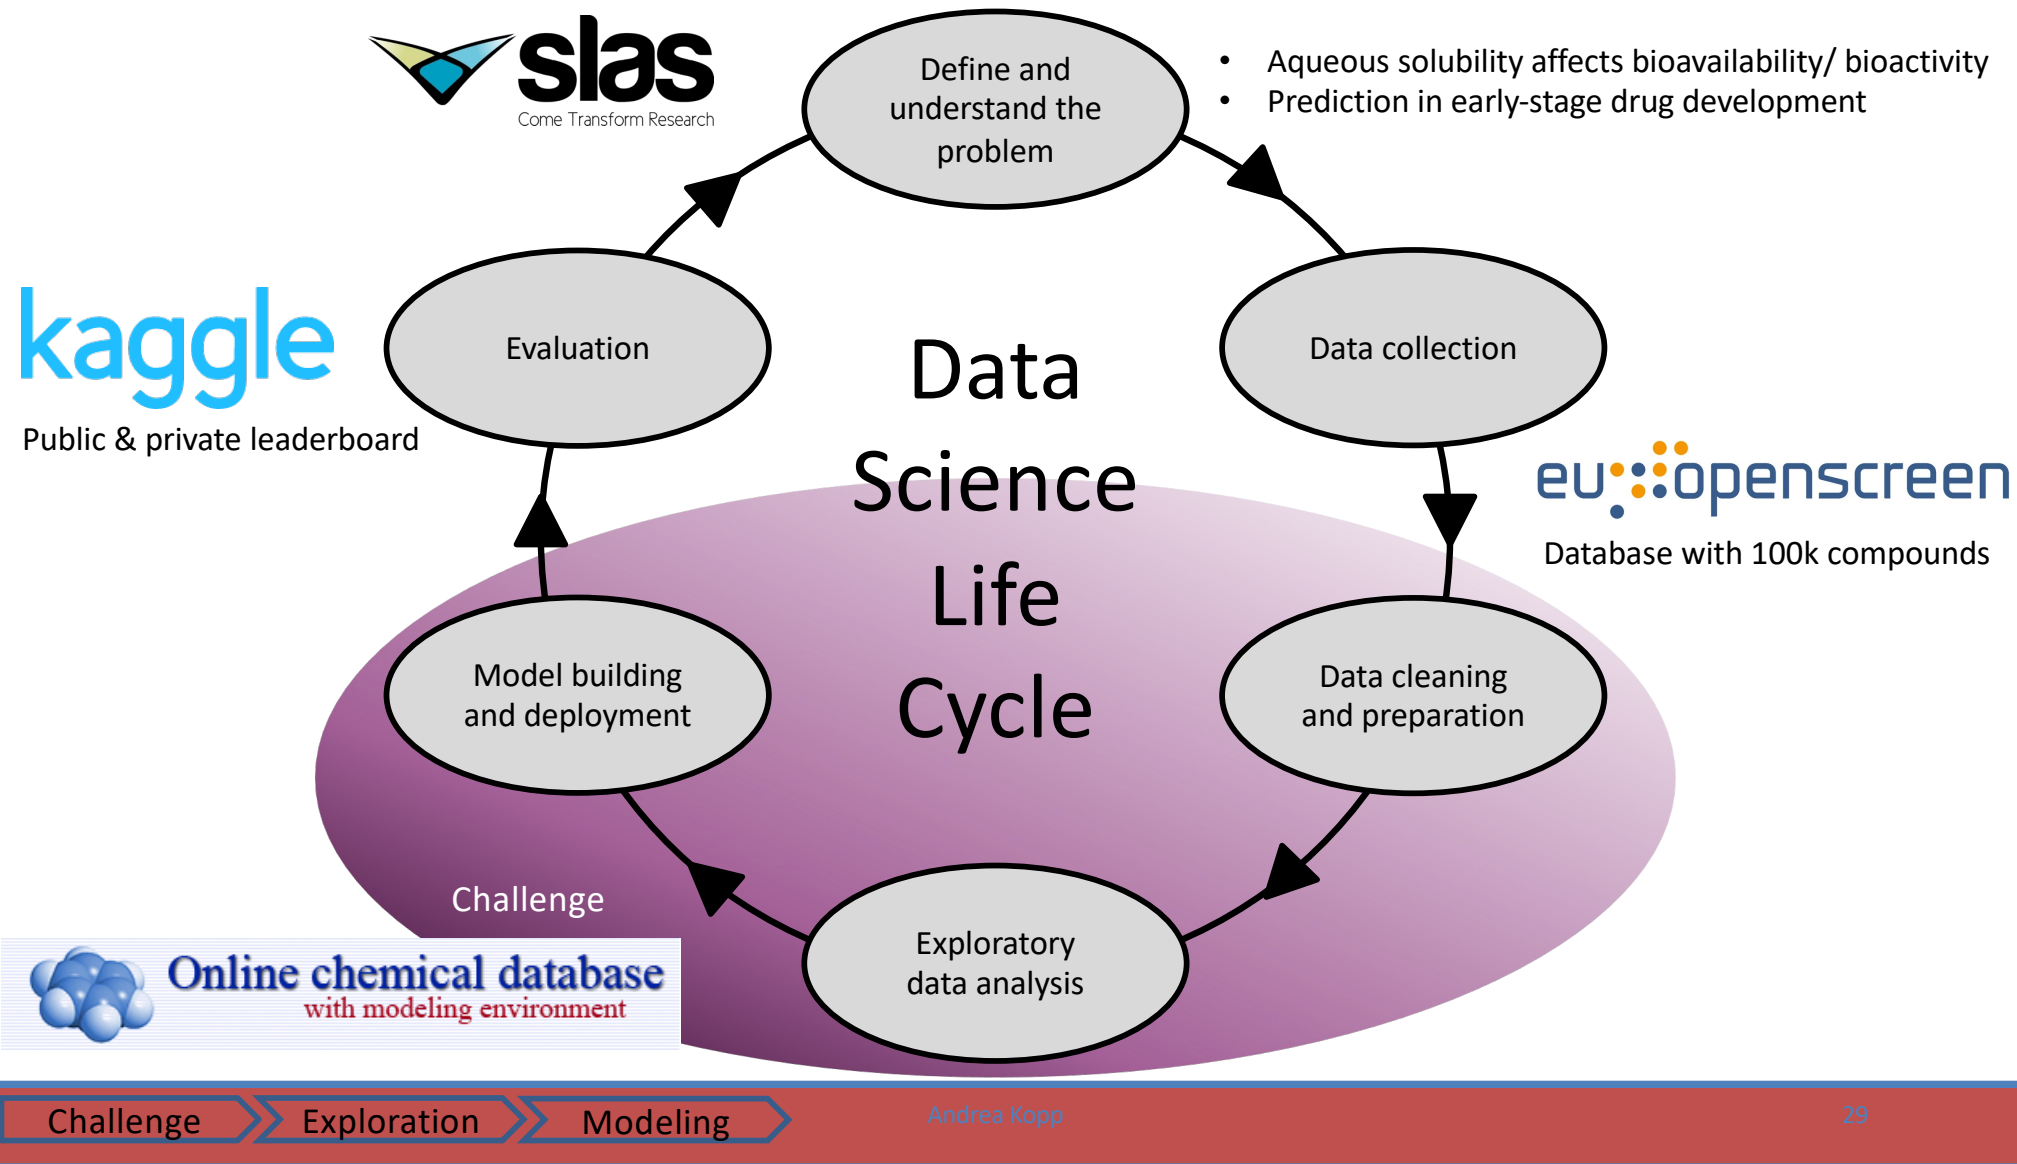 slas
Come Transform Research
Define and
understand the
problem
• Aqueous solubility affects bioavailability/ bioactivity
• Prediction in early-stage drug development
kaggle
Public & private leaderboard
Evaluation
Data
Science
Life
Cycle
Data collection
eu openscreen
Database with 100k compounds
Model building
and deployment
Data cleaning
and preparation
Challenge
Exploratory
data analysis
Online chemical database
with modeling environment
Challenge
Exploration
Modeling
Andrea Kopp
29